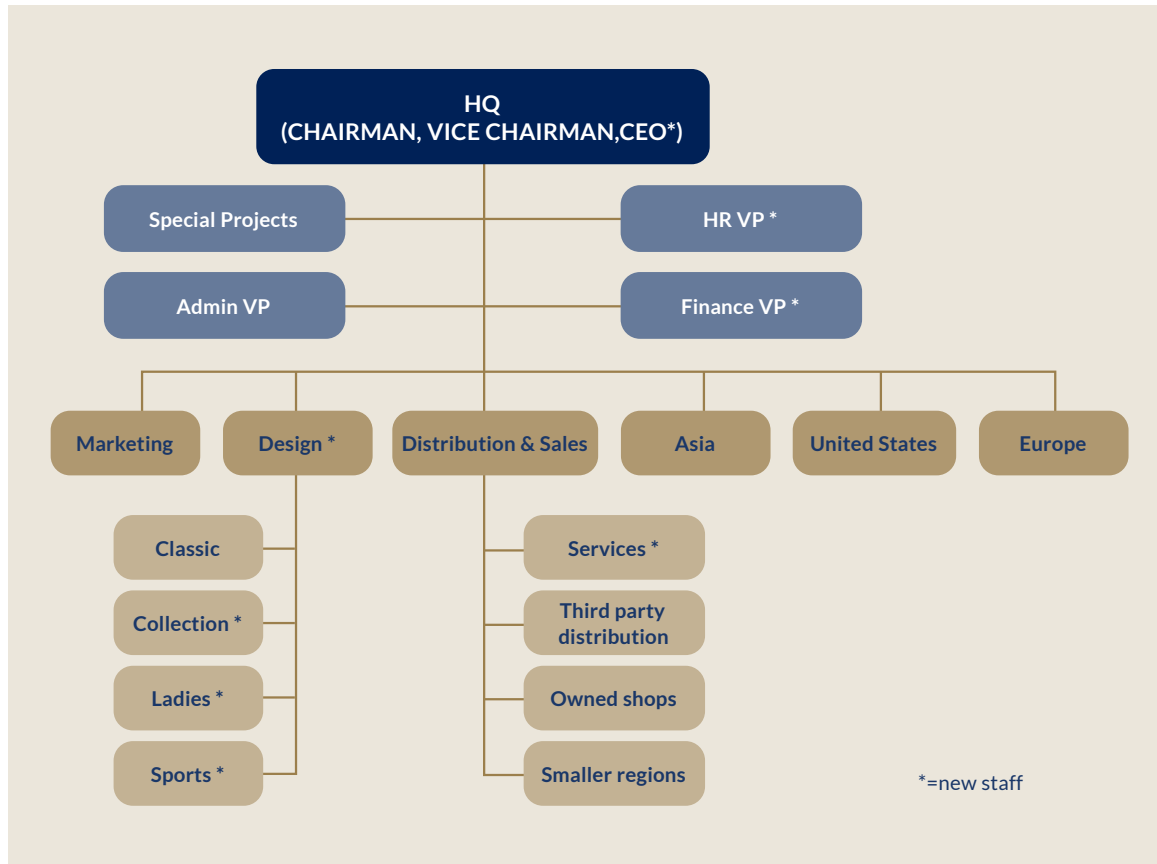 HQ
(CHAIRMAN, VICE CHAIRMAN,CEO*)
Special Projects
HR VP *
Admin VP
Finance VP *
Marketing
Design *
Distribution & Sales
Asia
United States
Europe
Classic
Collection *
Ladies *
Sports *
Services *
Third party
distribution
Owned shops
Smaller regions
*=new staff